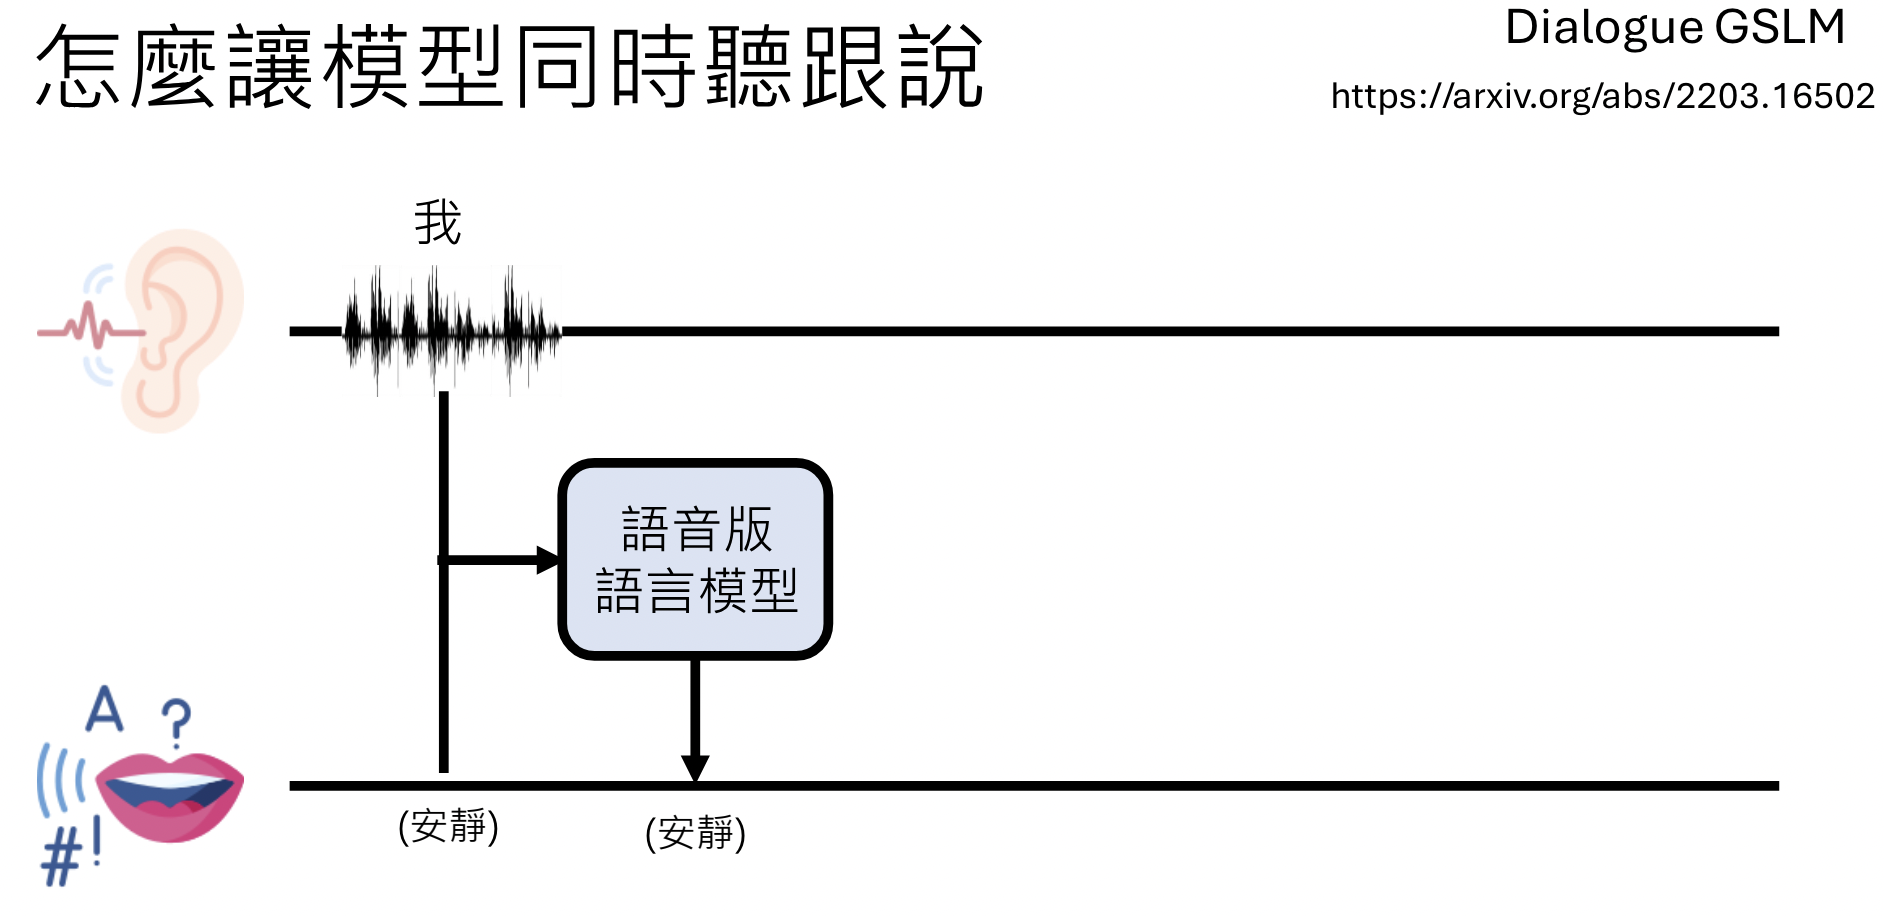 怎麼讓模型同時聽跟說
Dialogue GSLM
https://arxiv.org/abs/2203.16502
我
語音版
語言模型
A ?
#!
(安靜)
(安靜)